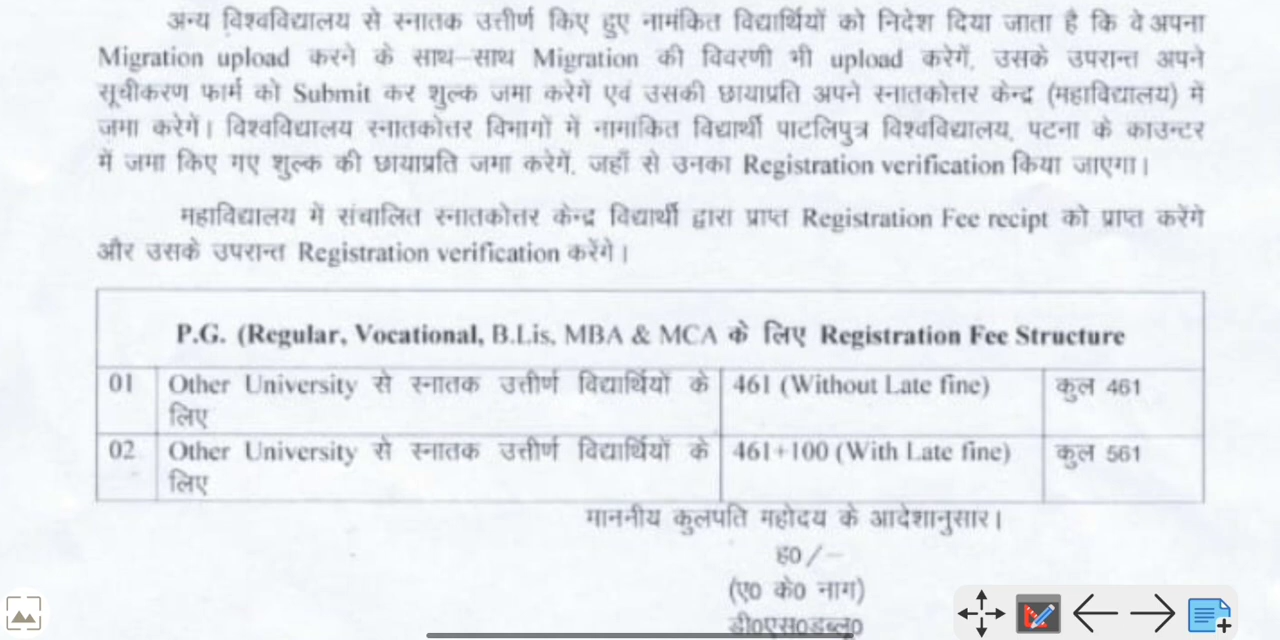 अन्य विश्वविद्यालय से स्नातक उत्तीर्ण किए हुए नामंकित विद्यार्थियों को निदेश दिया जाता है कि वे अपना
Migration upload करने के साथ–साथ Migration की विवरणी भी upload करेगें, उसके उपरान्त अपने
सूचीकरण फार्म को Submit कर शुल्क जमा करेगें एवं उसकी छायाप्रति अपने स्नातकोत्तर केन्द्र (महाविद्यालय) में
जमा करेगें। विश्वविद्यालय स्नातकोत्तर विभागों में नामाकित विद्यार्थी पाटलिपुत्र विश्वविद्यालय, पटना के काउन्टर
में जमा किए गए शुल्क की छायाप्रति जमा करेगें, जहाँ से उनका Registration verification किया जाएगा।
महाविद्यालय में संचालित स्नातकोत्तर केन्द्र विद्यार्थी द्वारा प्राप्त Registration Fee recipt को प्राप्त करेंगे
और उसके उपरान्त Registration verification करेंगे।
P.G. (Regular, Vocational, B.Lis, MBA & MCA के लिए Registration Fee Structure
01 Other University से स्नातक उत्तीर्ण विद्यार्थियों के 461 (Without Late fine) कुल 461
लिए
02 Other University से स्नातक उत्तीर्ण विद्यार्थियों के 461+100 (With Late fine) कुल 561
लिए
माननीय कुलपति महोदय के आदेशानुसार।
ह0/–
(ए0 के0 नाग)
डी0एस0डब्लू0